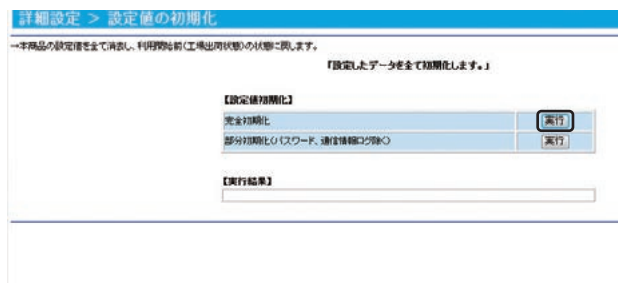 詳細設定 > 設定値の初期化
→本商品の設定値を全て消去し、利用開始前(工場出荷状態)の状態に戻します。
「設定したデータを全て初期化します。」
【設定値初期化】
完全初期化 実行
部分初期化(パスワード、通信情報ログ除く) 実行
【実行結果】